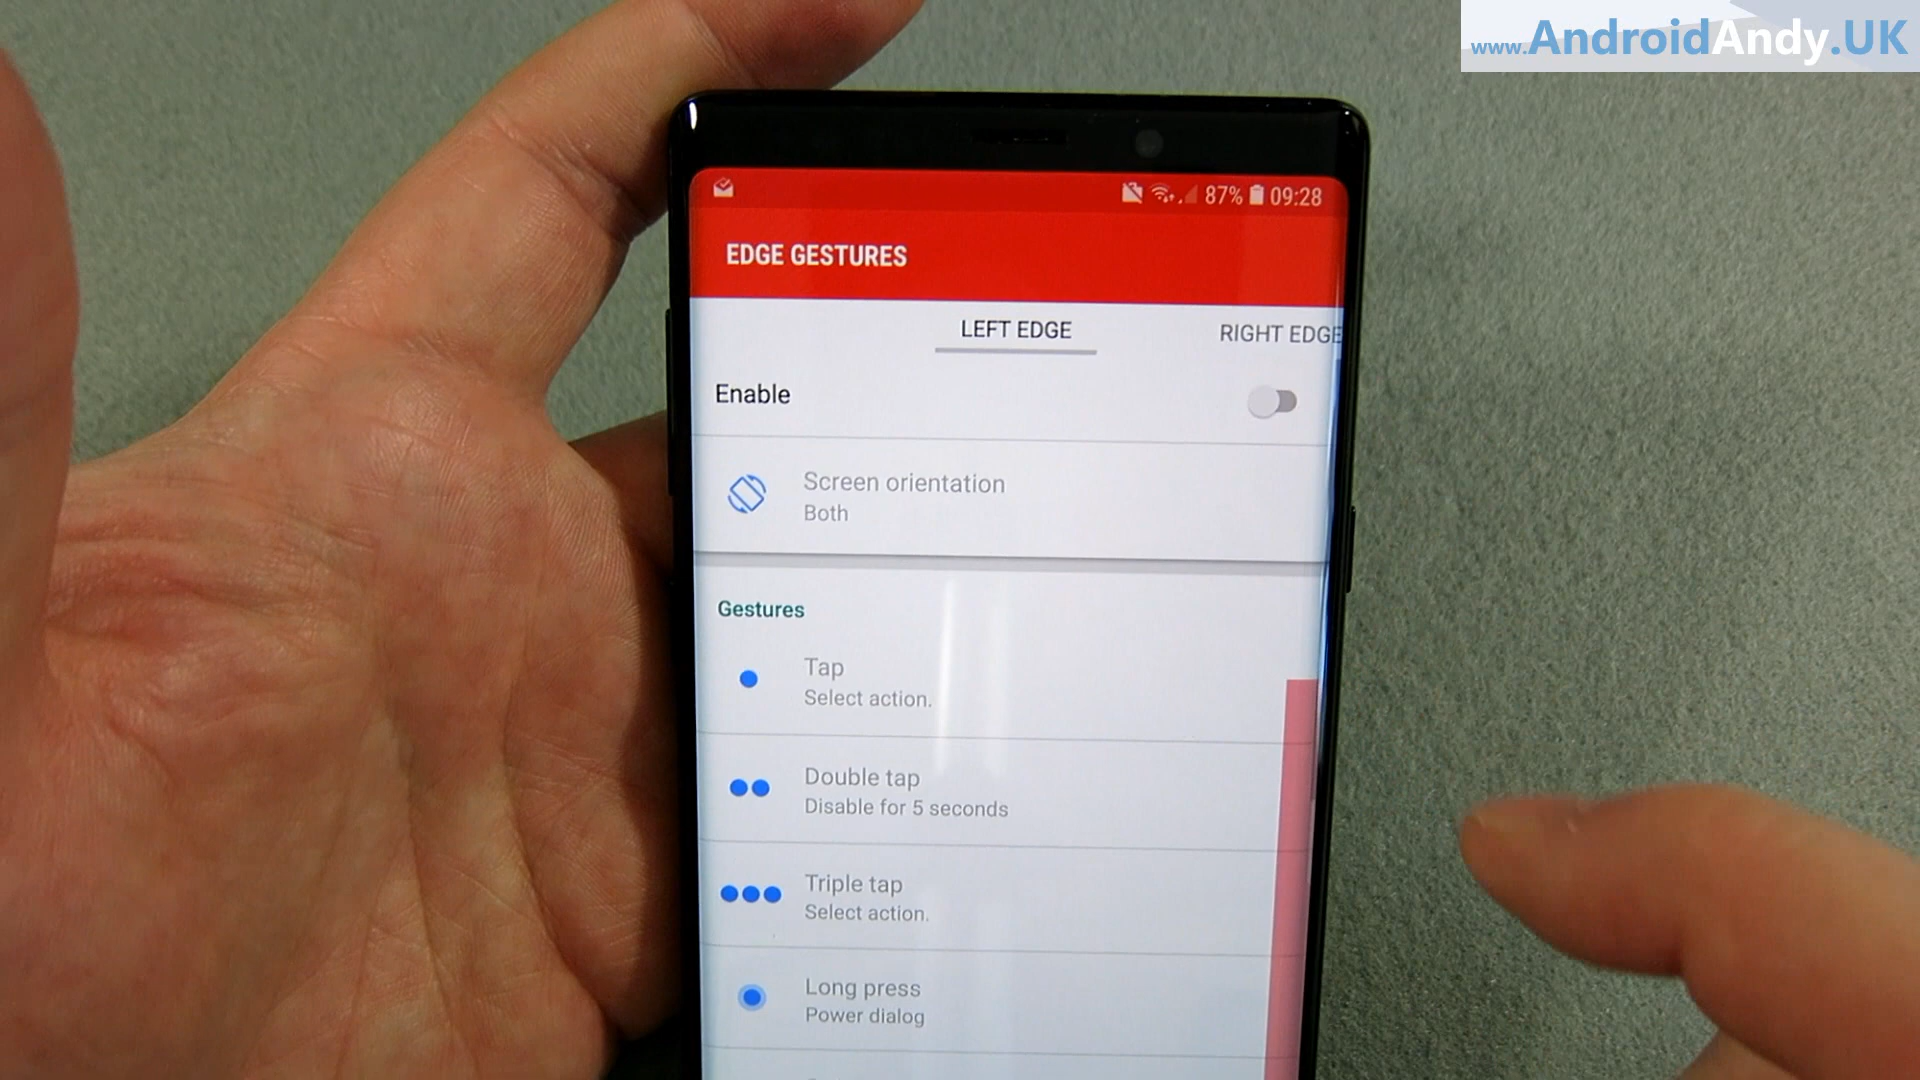 www.AndroidAndy.UK
87% 09:28
EDGE GESTURES
LEFT EDGE RIGHT EDGE
Enable
Screen orientation
Both
Gestures
Tap
Select action.
Double tap
Disable for 5 seconds
Triple tap
Select action.
Long press
Power dialog